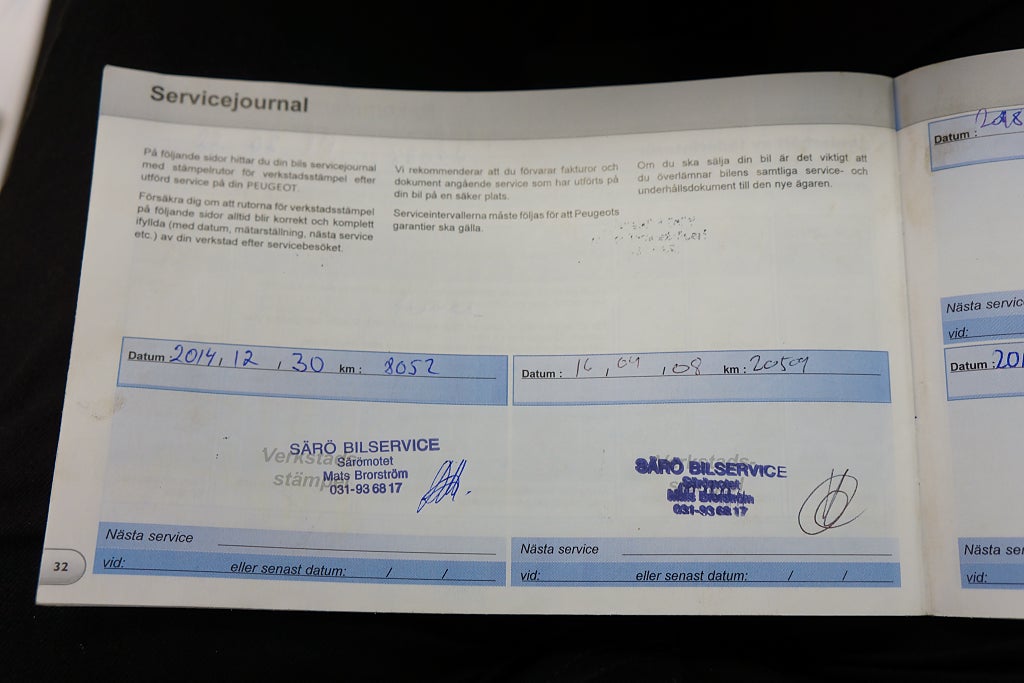 Servicejournal
På följande sidor hittar du din bils servicejournal
med stämpelrutor för verkstadsstämpel efter
utförd service på din PEUGEOT.
Försäkra dig om att rutorna för verkstadsstämpel
på följande sidor alltid blir korrekt och komplett
ifyllda (med datum, mätarställning, nästa service
etc.) av din verkstad efter servicebesöket.
Vi rekommenderar att du förvarar fakturor och
dokument angående service som har utförts på
din bil på en säker plats.
Serviceintervallerna måste följas för att Peugeots
garantier ska gälla.
Om du ska sälja din bil är det viktigt att
du överlämnar bilens samtliga service- och
underhållsdokument till den nye ägaren.
Datum : 2014, 12 , 30 km : 8052
Verkstads-
stämpel
SÄRÖ BILSERVICE
Särömotet
Mats Brorström
031-93 68 17
Nästa service
vid: eller senast datum: / /
Datum : 16 , 04 , 08 km : 20509
SÄRÖ BILSERVICE
Särömotet
Mats Brorström
031-93 68 17
Nästa service
vid: eller senast datum: / /
32
Datum :
Nästa servic
vid:
Datum : 201
Nästa ser
vid: